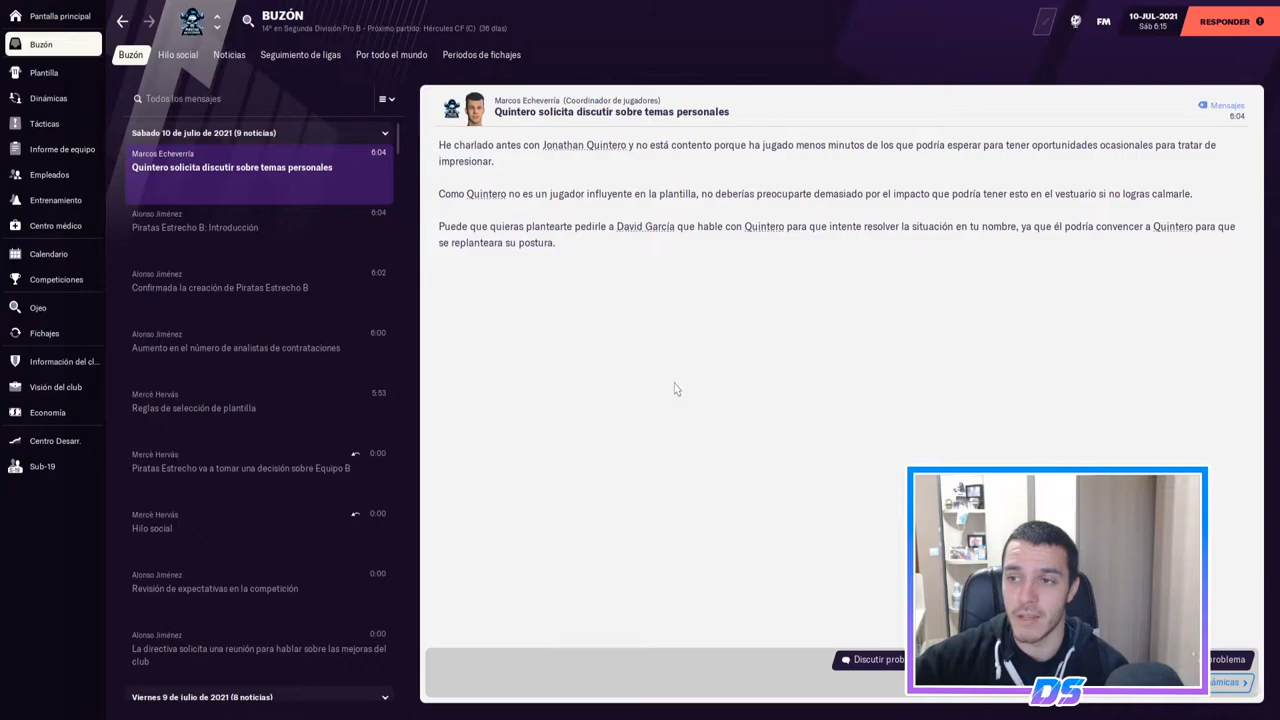 Pantalla principal
Buzón
Plantilla
Dinámicas
Tácticas
Informe de equipo
Empleados
Entrenamiento
Centro médico
Calendario
Competiciones
Ojeo
Fichajes
Información del cl...
Visión del club
Economía
Centro Desarr.
Sub-19
BUZÓN
14º en Segunda División Pro B - Próximo partido: Hércules CF (C) (36 días)
FM
10-JUL-2021
Sáb 6:15
RESPONDER
Buzón Hilo social Noticias Seguimiento de ligas Por todo el mundo Periodos de fichajes
Todos los mensajes
Sábado 10 de julio de 2021 (9 noticias)
Marcos Echeverría 6:04
Quintero solicita discutir sobre temas personales
Alonso Jiménez 6:04
Piratas Estrecho B: Introducción
Alonso Jiménez 6:02
Confirmada la creación de Piratas Estrecho B
Alonso Jiménez 6:00
Aumento en el número de analistas de contrataciones
Mercè Hervás 5:53
Reglas de selección de plantilla
Mercè Hervás 0:00
Piratas Estrecho va a tomar una decisión sobre Equipo B
Mercè Hervás 0:00
Hilo social
Alonso Jiménez 0:00
Revisión de expectativas en la competición
Alonso Jiménez 0:00
La directiva solicita una reunión para hablar sobre las mejoras del
club
Viernes 9 de julio de 2021 (8 noticias)
Marcos Echeverría (Coordinador de jugadores)
Quintero solicita discutir sobre temas personales
Mensajes
6:04
He charlado antes con Jonathan Quintero y no está contento porque ha jugado menos minutos de los que podría esperar para tener oportunidades ocasionales para tratar de
impresionar.
Como Quintero no es un jugador influyente en la plantilla, no deberías preocuparte demasiado por el impacto que podría tener esto en el vestuario si no logras calmarle.
Puede que quieras plantearte pedirle a David García que hable con Quintero para que intente resolver la situación en tu nombre, ya que él podría convencer a Quintero para que
se replanteara su postura.
Discutir prob
problema
ámicas
DS